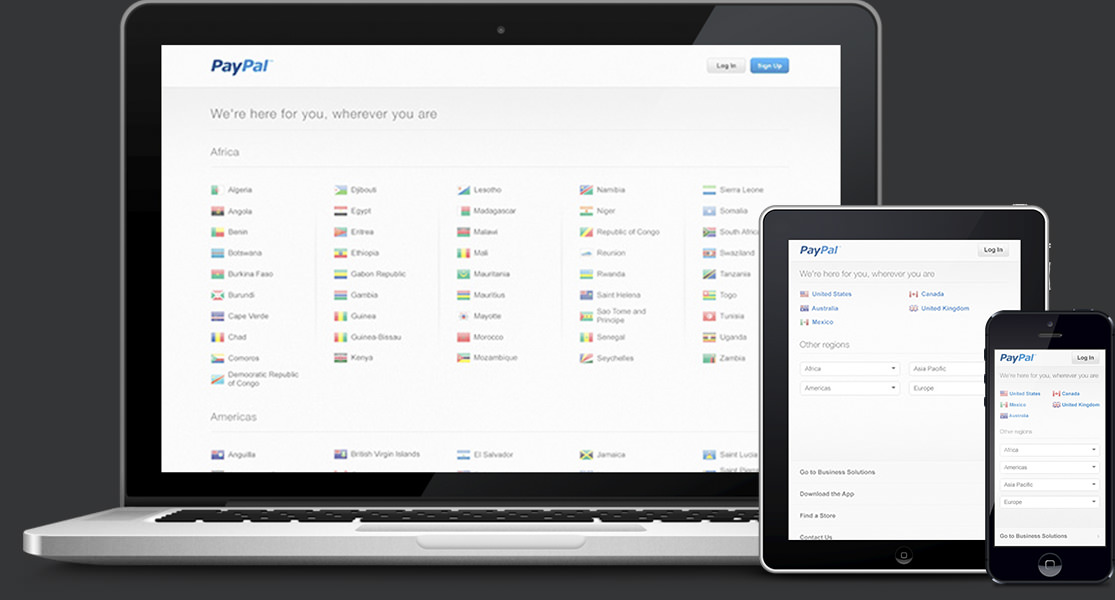 PayPal
Log In
Sign Up
We're here for you, wherever you are
Africa
Algeria
Djibouti
Lesotho
Namibia
Sierra Leone
Angola
Egypt
Madagascar
Niger
Somalia
Benin
Eritrea
Malawi
Republic of Congo
South Afric
Botswana
Ethiopia
Mali
Reunion
Swaziland
Burkina Faso
Gabon Republic
Mauritania
Rwanda
Tanzania
Burundi
Gambia
Mauritius
Saint Helena
Togo
Cape Verde
Guinea
Mayotte
Sao Tome and
Principe
Tunisia
Chad
Guinea-Bissau
Morocco
Senegal
Uganda
Comoros
Kenya
Mozambique
Seychelles
Zambia
Democratic Republic
of Congo
Americas
Anguilla
British Virgin Islands
El Salvador
Jamaica
Saint Lucia
PayPal
Log In
We're here for you, wherever you are
United States
Canada
Australia
United Kingdom
Mexico
Other regions
Africa
Asia Pacific
Americas
Europe
Go to Business Solutions
Download the App
Find a Store
Contact Us
PayPal
Log In
We're here for you, wherever you are
United States
Canada
Mexico
United Kingdom
Australia
Other regions
Africa
Americas
Asia Pacific
Europe
Go to Business Solutions